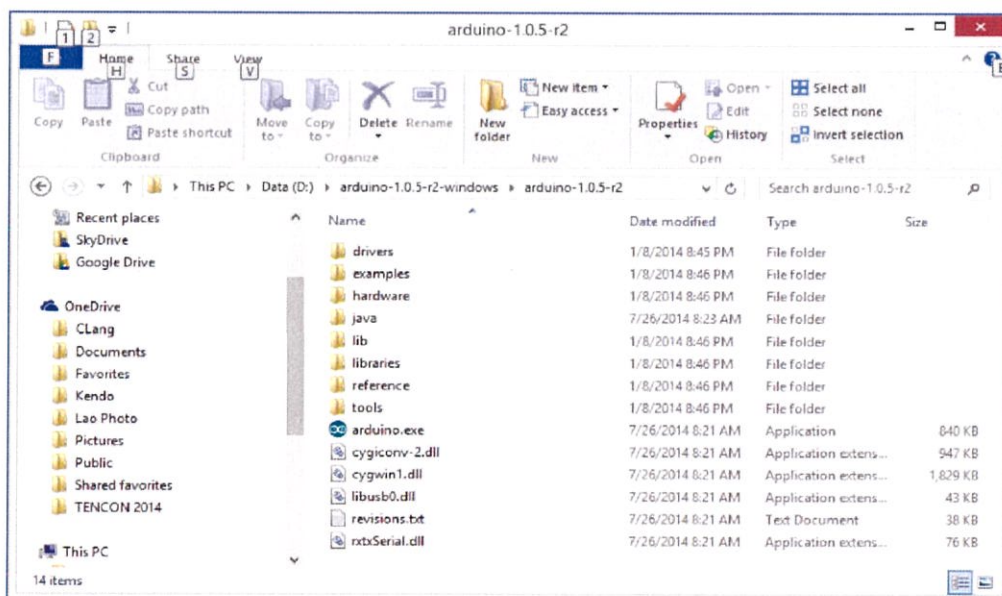 1 2 arduino-1.0.5-r2
F Home Share View
H S V E
Copy Paste Cut Copy path Paste shortcut Move to Copy to Delete Rename New folder New item Easy access Properties Open Edit History Select all Select none Invert selection
Clipboard Organize New Open Select
This PC Data (D:) arduino-1.0.5-r2-windows arduino-1.0.5-r2 Search arduino-1.0.5-r2
Recent places
SkyDrive
Google Drive
OneDrive
CLang
Documents
Favorites
Kendo
Lao Photo
Pictures
Public
Shared favorites
TENCON 2014
This PC
Name Date modified Type Size
drivers 1/8/2014 8:45 PM File folder
examples 1/8/2014 8:46 PM File folder
hardware 1/8/2014 8:46 PM File folder
java 7/26/2014 8:23 AM File folder
lib 1/8/2014 8:46 PM File folder
libraries 1/8/2014 8:46 PM File folder
reference 1/8/2014 8:46 PM File folder
tools 1/8/2014 8:46 PM File folder
arduino.exe 7/26/2014 8:21 AM Application 840 KB
cygiconv-2.dll 7/26/2014 8:21 AM Application extens... 947 KB
cygwin1.dll 7/26/2014 8:21 AM Application extens... 1,829 KB
libusb0.dll 7/26/2014 8:21 AM Application extens... 43 KB
revisions.txt 7/26/2014 8:21 AM Text Document 38 KB
rxtxSerial.dll 7/26/2014 8:21 AM Application extens... 76 KB
14 items